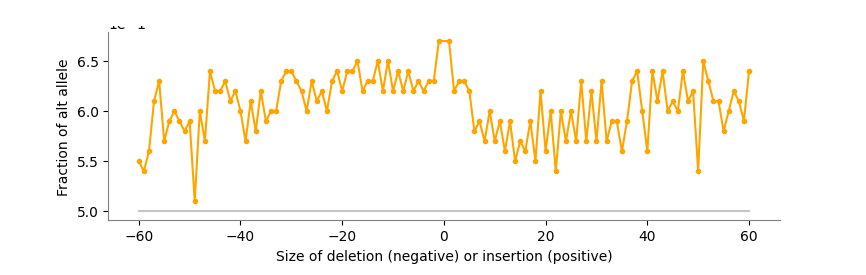 6.5
6.0
5.5
5.0
Fraction of alt allele
−60 −40 −20 0 20 40 60
Size of deletion (negative) or insertion (positive)